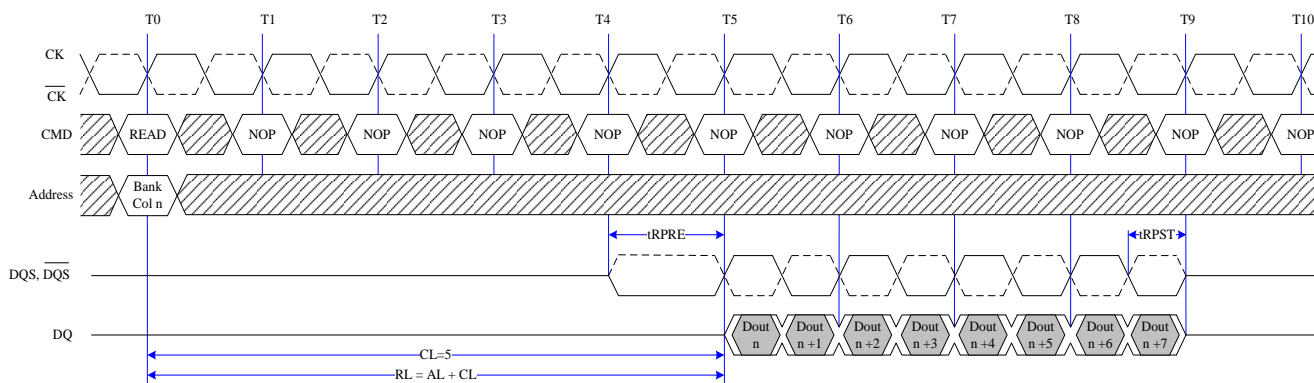 T0 T1 T2 T3 T4 T5 T6 T7 T8 T9 T10
CK
CK
CMD READ NOP NOP NOP NOP NOP NOP NOP NOP NOP NOP
Address Bank
Col n
tRPRE tRPST
DQS, DQS
DQ Dout Dout Dout Dout Dout Dout Dout Dout
n n +1 n +2 n +3 n +4 n +5 n +6 n +7
CL=5
RL = AL + CL